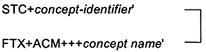 STC+concept-identifier'
FTX+ACM+++concept name'